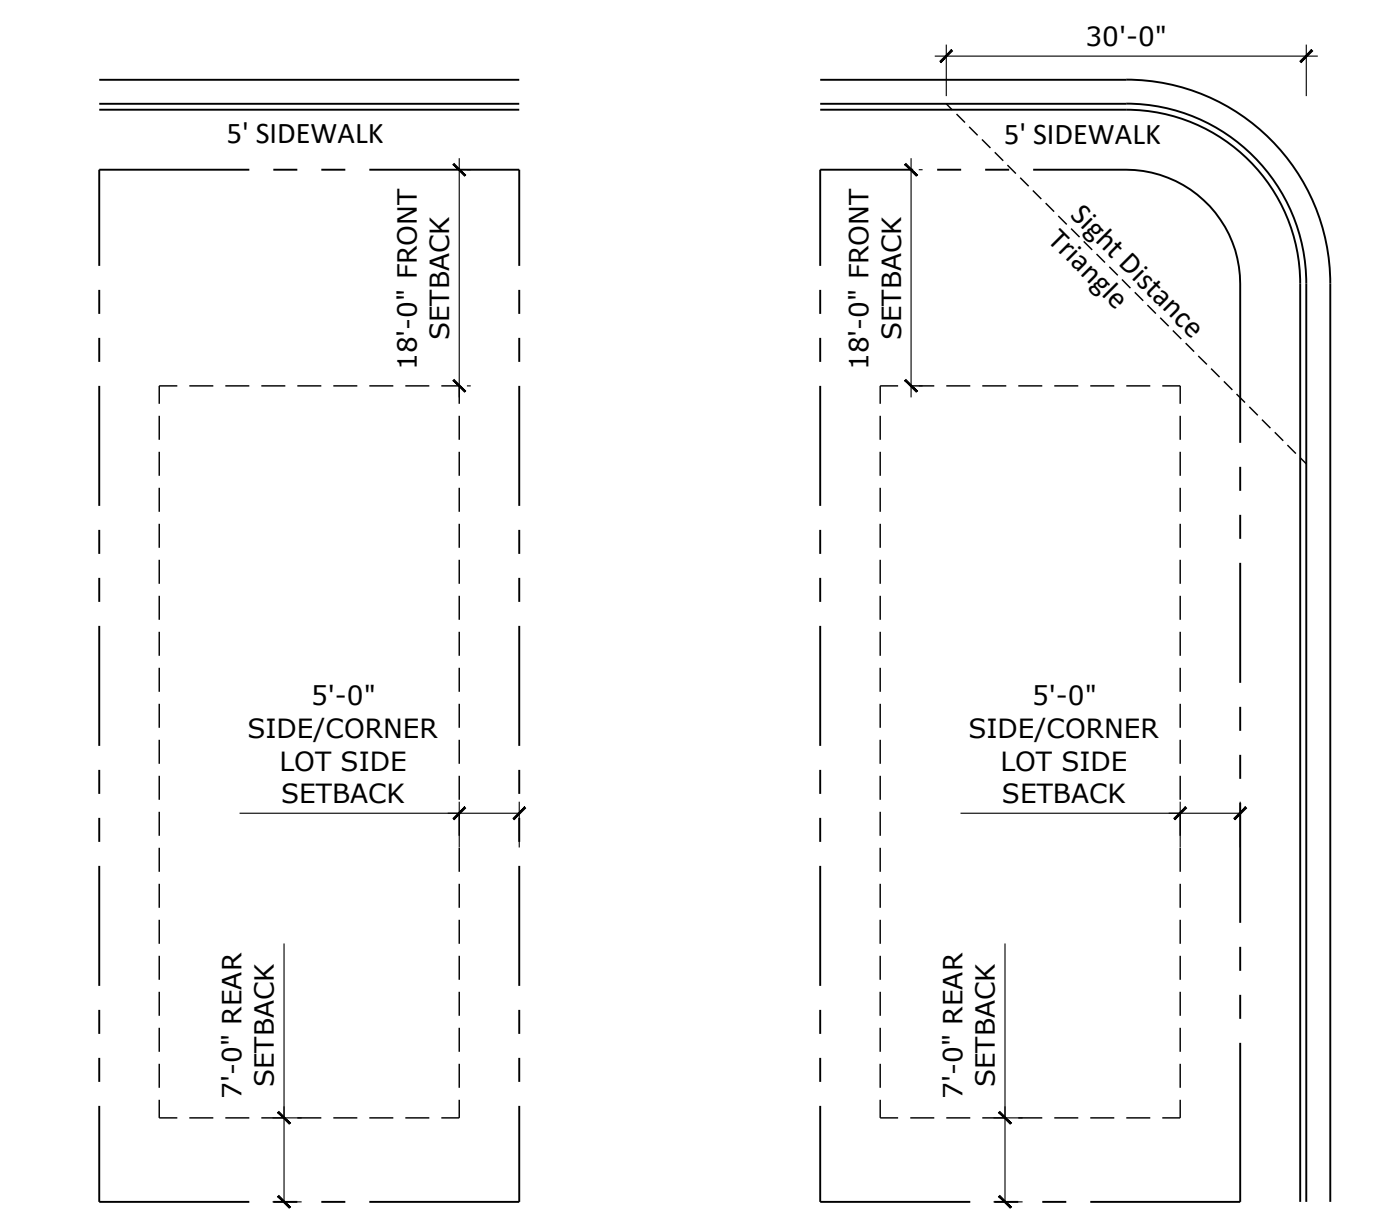 5' SIDEWALK
18'-0" FRONT
SETBACK
5'-0"
SIDE/CORNER
LOT SIDE
SETBACK
7'-0" REAR
SETBACK
30'-0"
5' SIDEWALK
Sight Distance
Triangle
18'-0" FRONT
SETBACK
5'-0"
SIDE/CORNER
LOT SIDE
SETBACK
7'-0" REAR
SETBACK